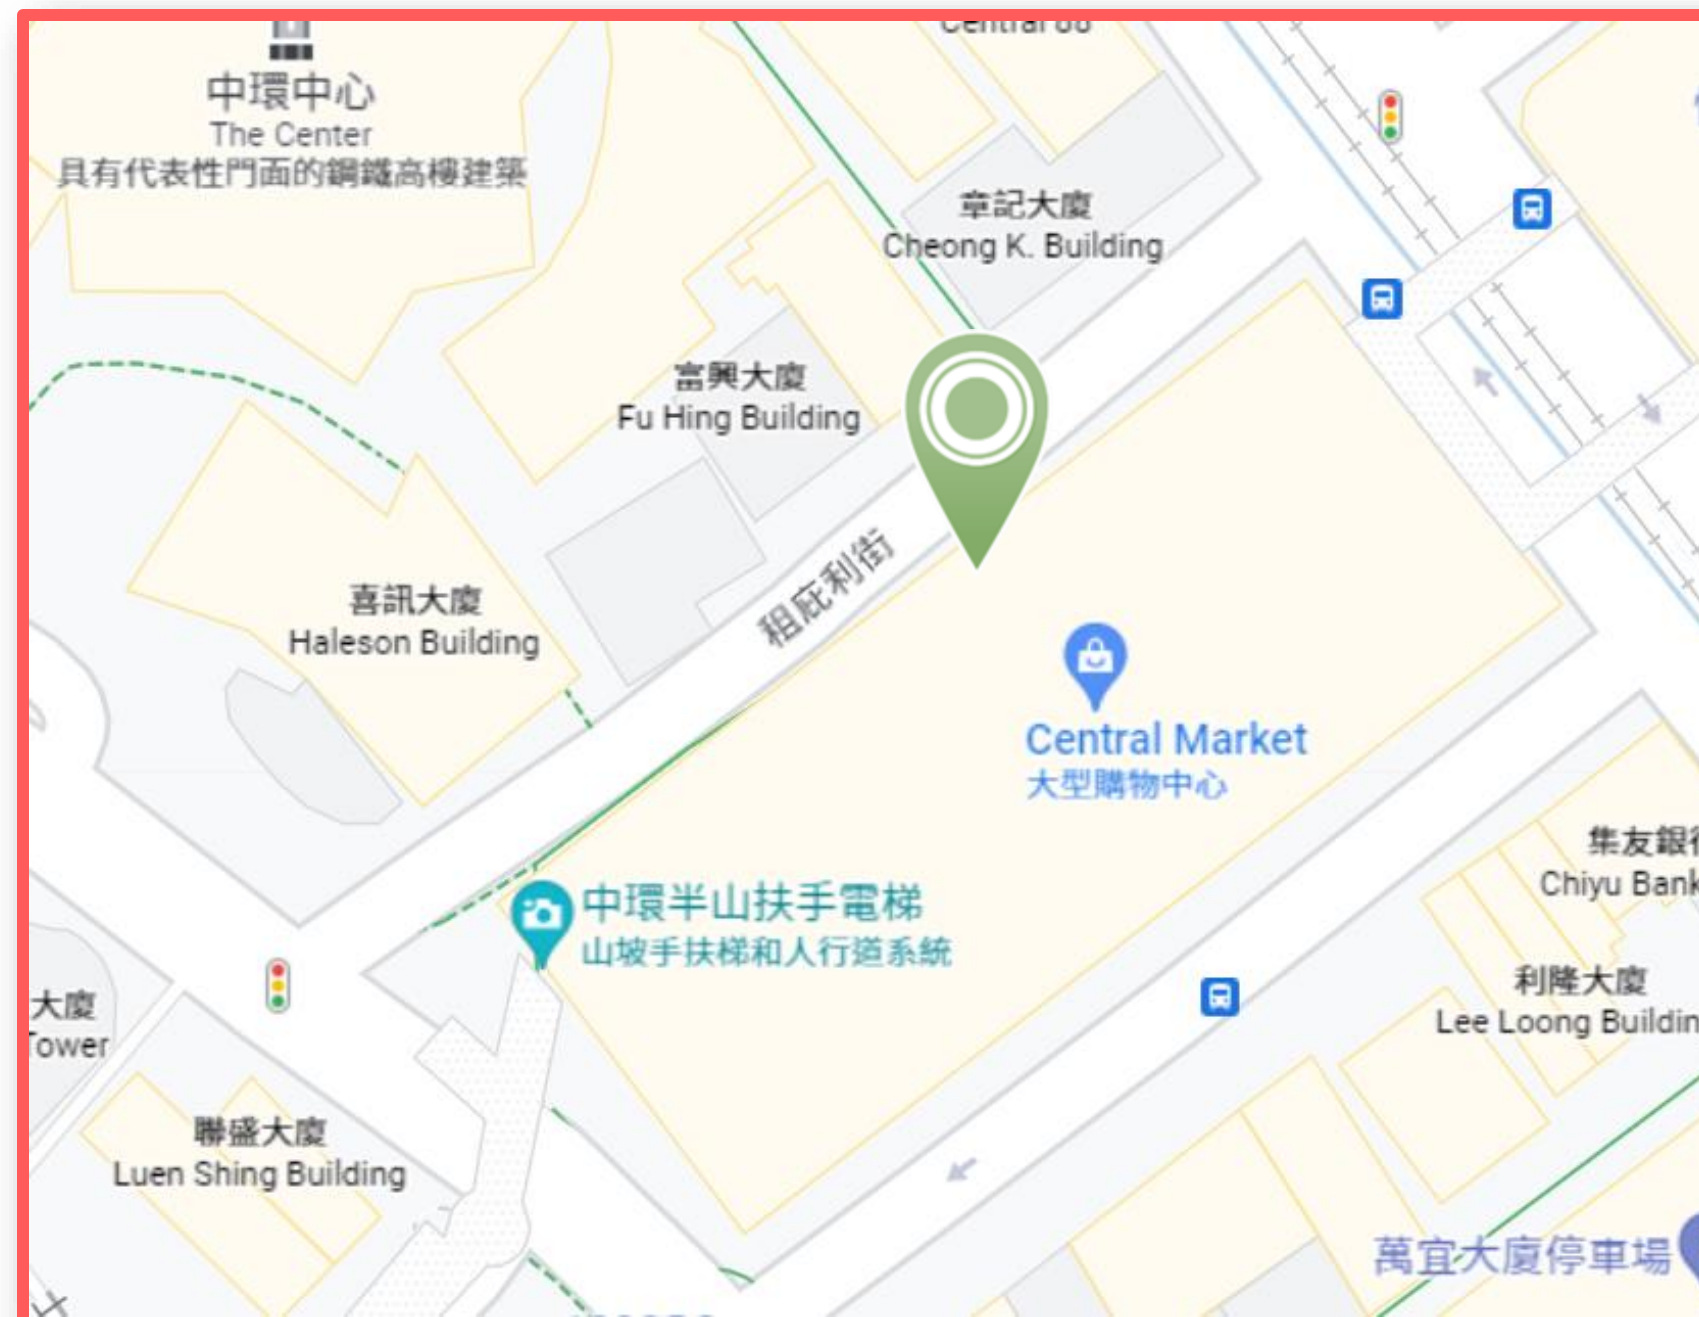 Central 88
中環中心
The Center
具有代表性門面的鋼鐵高樓建築
章記大廈
Cheong K. Building
富興大廈
Fu Hing Building
租庇利街
喜訊大廈
Haleson Building
Central Market
大型購物中心
集友銀
Chiyu Bank
中環半山扶手電梯
山坡手扶梯和人行道系統
利隆大廈
Lee Loong Buildin
大廈
Tower
聯盛大廈
Luen Shing Building
萬宜大廈停車場